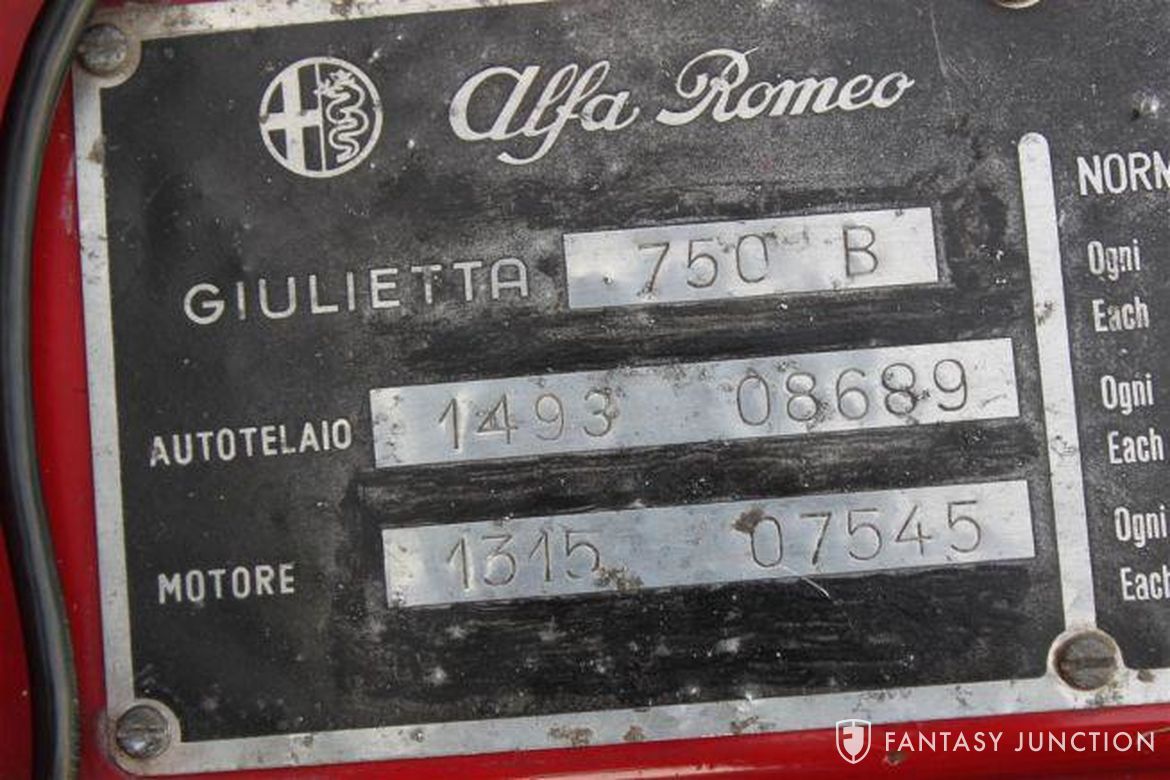 Alfa Romeo
GIULIETTA 750 B
AUTOTELAIO 1493 08689
MOTORE 1315 07545
NORM
Ogni
Each
Ogni
Each
Ogni
Each
FANTASY JUNCTION